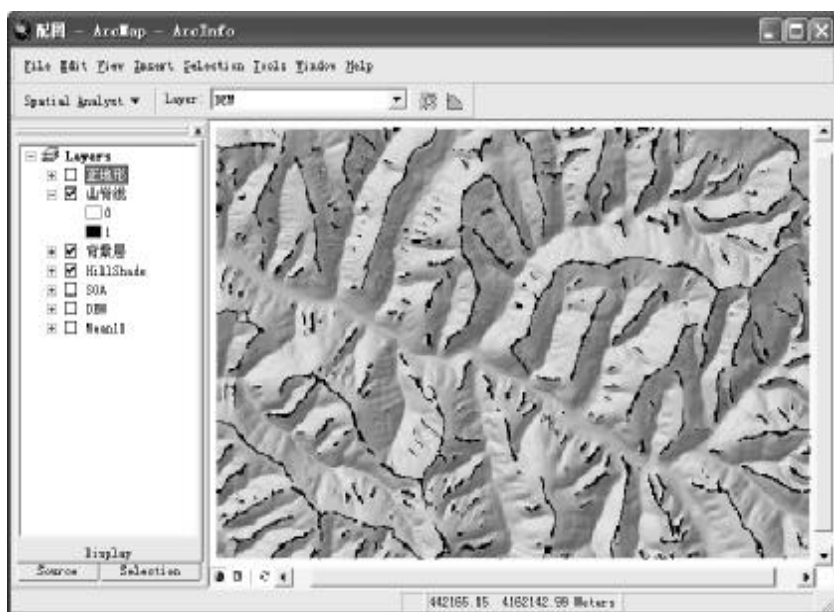 配图 - ArcMap - ArcInfo
File Edit View Insert Selection Tools Window Help
Spatial Analyst Layer: DEM
Layers
正地形
山脊线
0
1
背景层
HillShade
SOA
DEM
Mean11
Display
Source Selection
442165.85 4162142.99 Meters